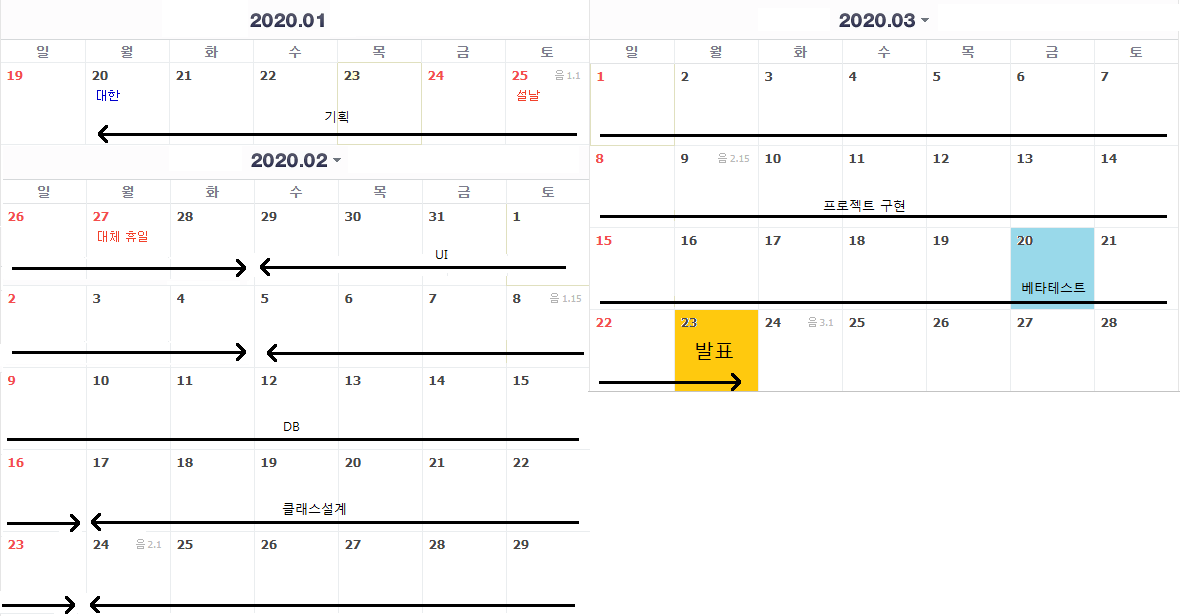 2020.01
일 월 화 수 목 금 토
19 20 21 22 23 24 25 음 1.1
대한 설날
기획
2020.02
일 월 화 수 목 금 토
26 27 28 29 30 31 1
대체 휴일
UI
2 3 4 5 6 7 8 음 1.15
9 10 11 12 13 14 15
DB
16 17 18 19 20 21 22
클래스설계
23 24 음 2.1 25 26 27 28 29
2020.03
일 월 화 수 목 금 토
1 2 3 4 5 6 7
8 9 음 2.15 10 11 12 13 14
프로젝트 구현
15 16 17 18 19 20 21
베타테스트
22 23 24 음 3.1 25 26 27 28
발표